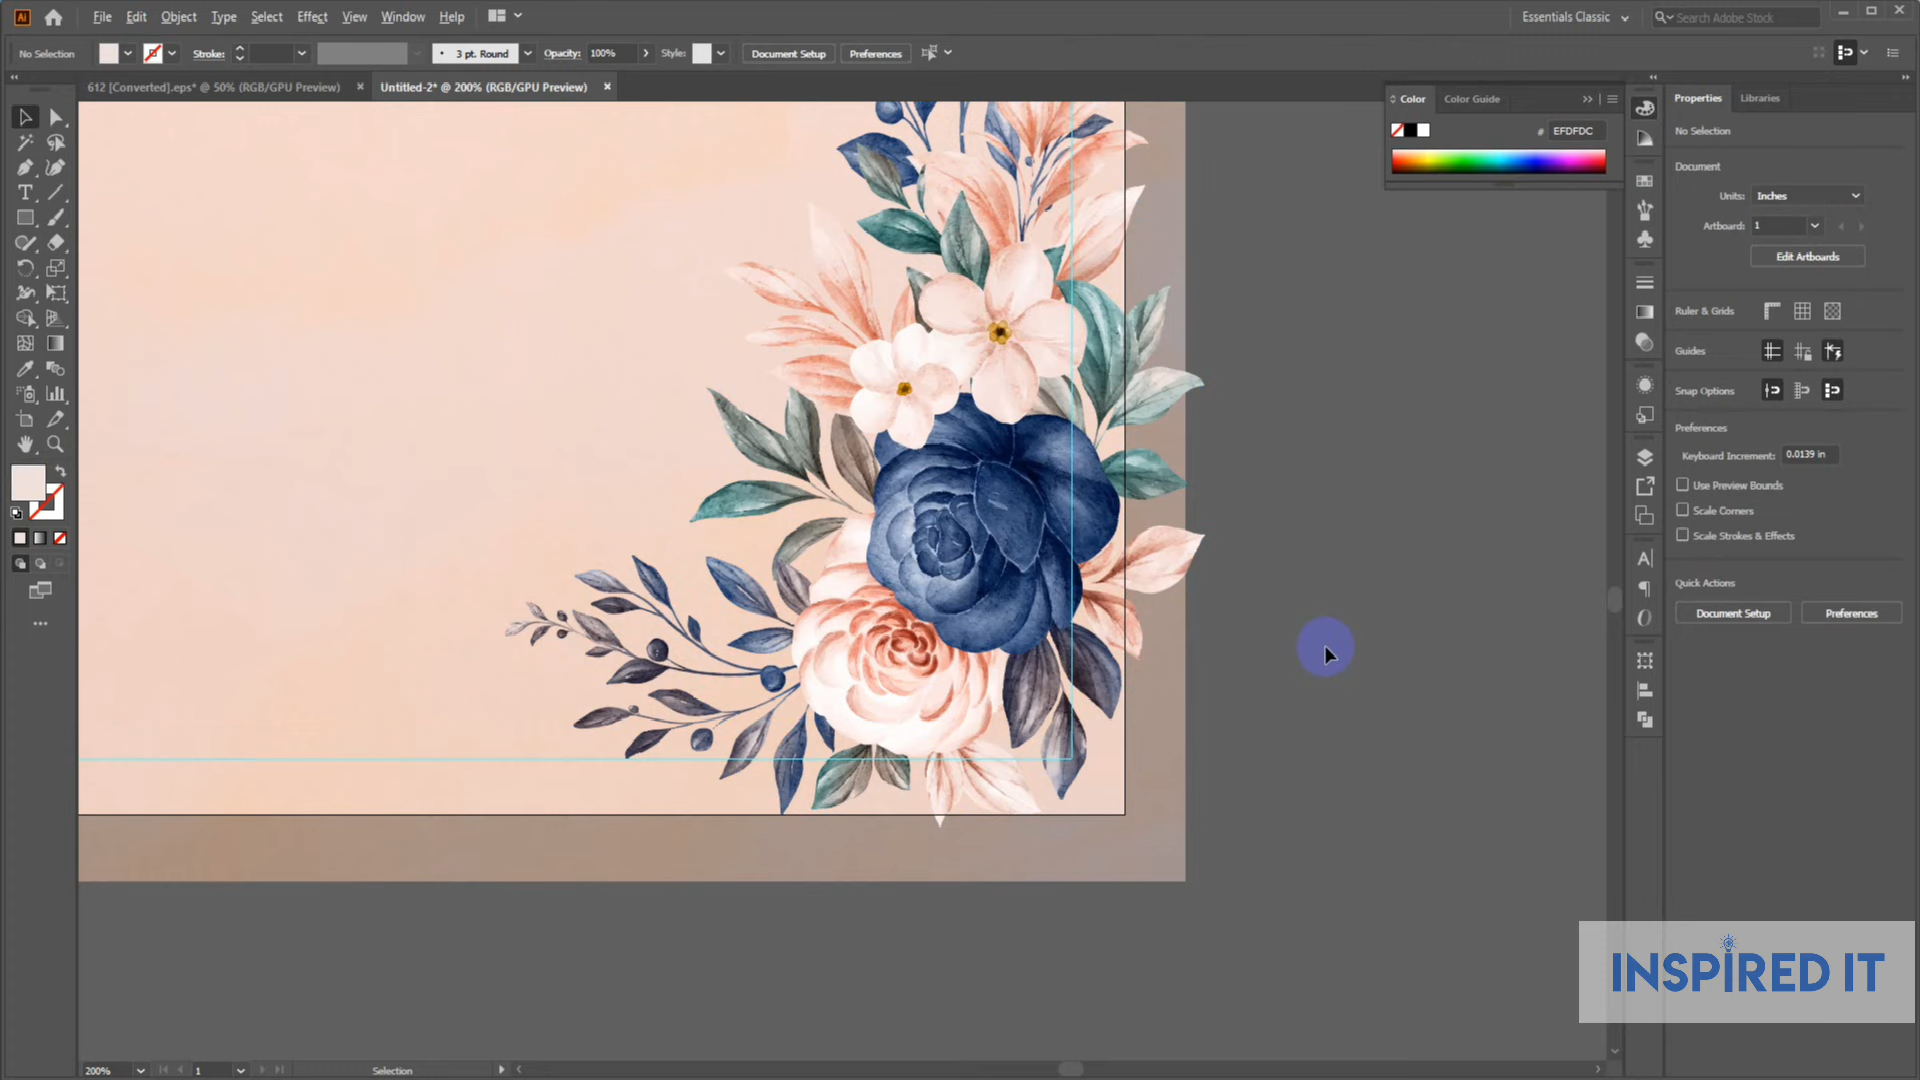 Ai File Edit Object Type Select Effect View Window Help Essentials Classic Search Adobe Stock
No Selection Stroke: 3 pt. Round Opacity: 100% Style: Document Setup Preferences
612 [Converted].eps* @ 50% (RGB/GPU Preview) Untitled-2* @ 200% (RGB/GPU Preview)
Color Color Guide
# EFDFDC
Properties Libraries
No Selection
Document
Units: Inches
Artboard: 1
Edit Artboards
Ruler & Grids
Guides
Snap Options
Preferences
Keyboard Increment: 0.0139 in
Use Preview Bounds
Scale Corners
Scale Strokes & Effects
Quick Actions
Document Setup Preferences
INSPIRED IT
200% 1 Selection